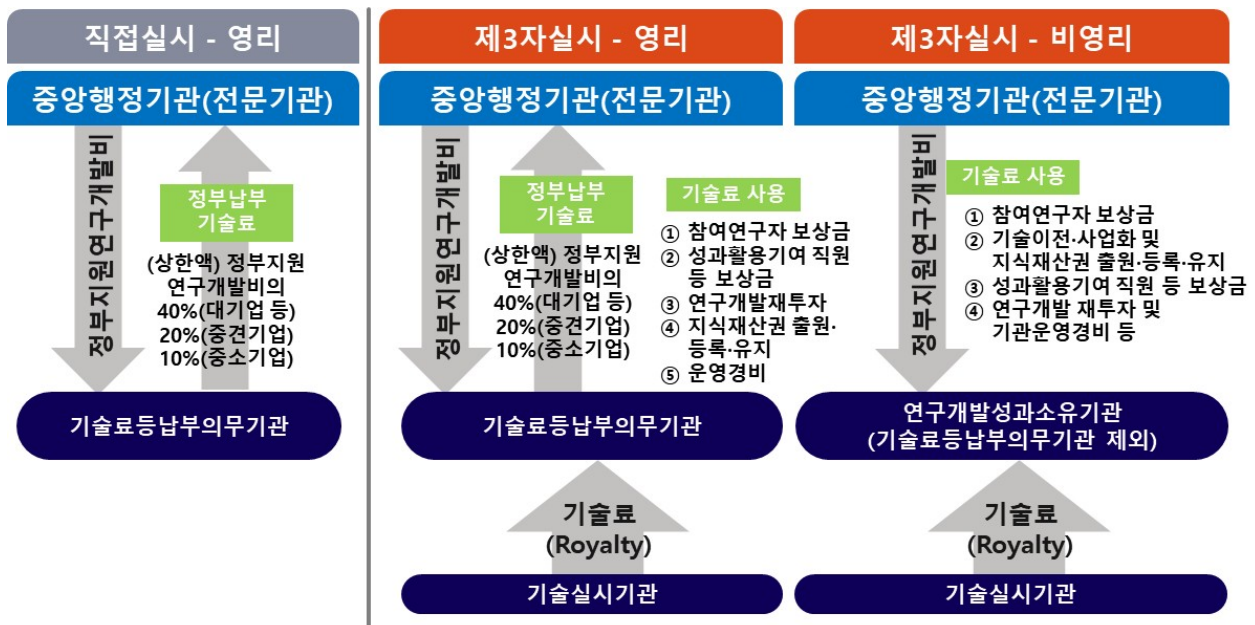 직접실시 - 영리
중앙행정기관(전문기관)
정부지원연구개발비
정부납부
기술료
(상한액) 정부지원
연구개발비의
40%(대기업 등)
20%(중견기업)
10%(중소기업)
기술료등납부의무기관
제3자실시 - 영리
중앙행정기관(전문기관)
정부지원연구개발비
정부납부
기술료
(상한액) 정부지원
연구개발비의
40%(대기업 등)
20%(중견기업)
10%(중소기업)
기술료 사용
① 참여연구자 보상금
② 성과활용기여 직원
등 보상금
③ 연구개발재투자
④ 지식재산권 출원·
등록·유지
⑤ 운영경비
기술료등납부의무기관
기술료
(Royalty)
기술실시기관
제3자실시 - 비영리
중앙행정기관(전문기관)
정부지원연구개발비
기술료 사용
① 참여연구자 보상금
② 기술이전·사업화 및
지식재산권 출원·등록·유지
③ 성과활용기여 직원 등 보상금
④ 연구개발 재투자 및
기관운영경비 등
연구개발성과소유기관
(기술료등납부의무기관 제외)
기술료
(Royalty)
기술실시기관